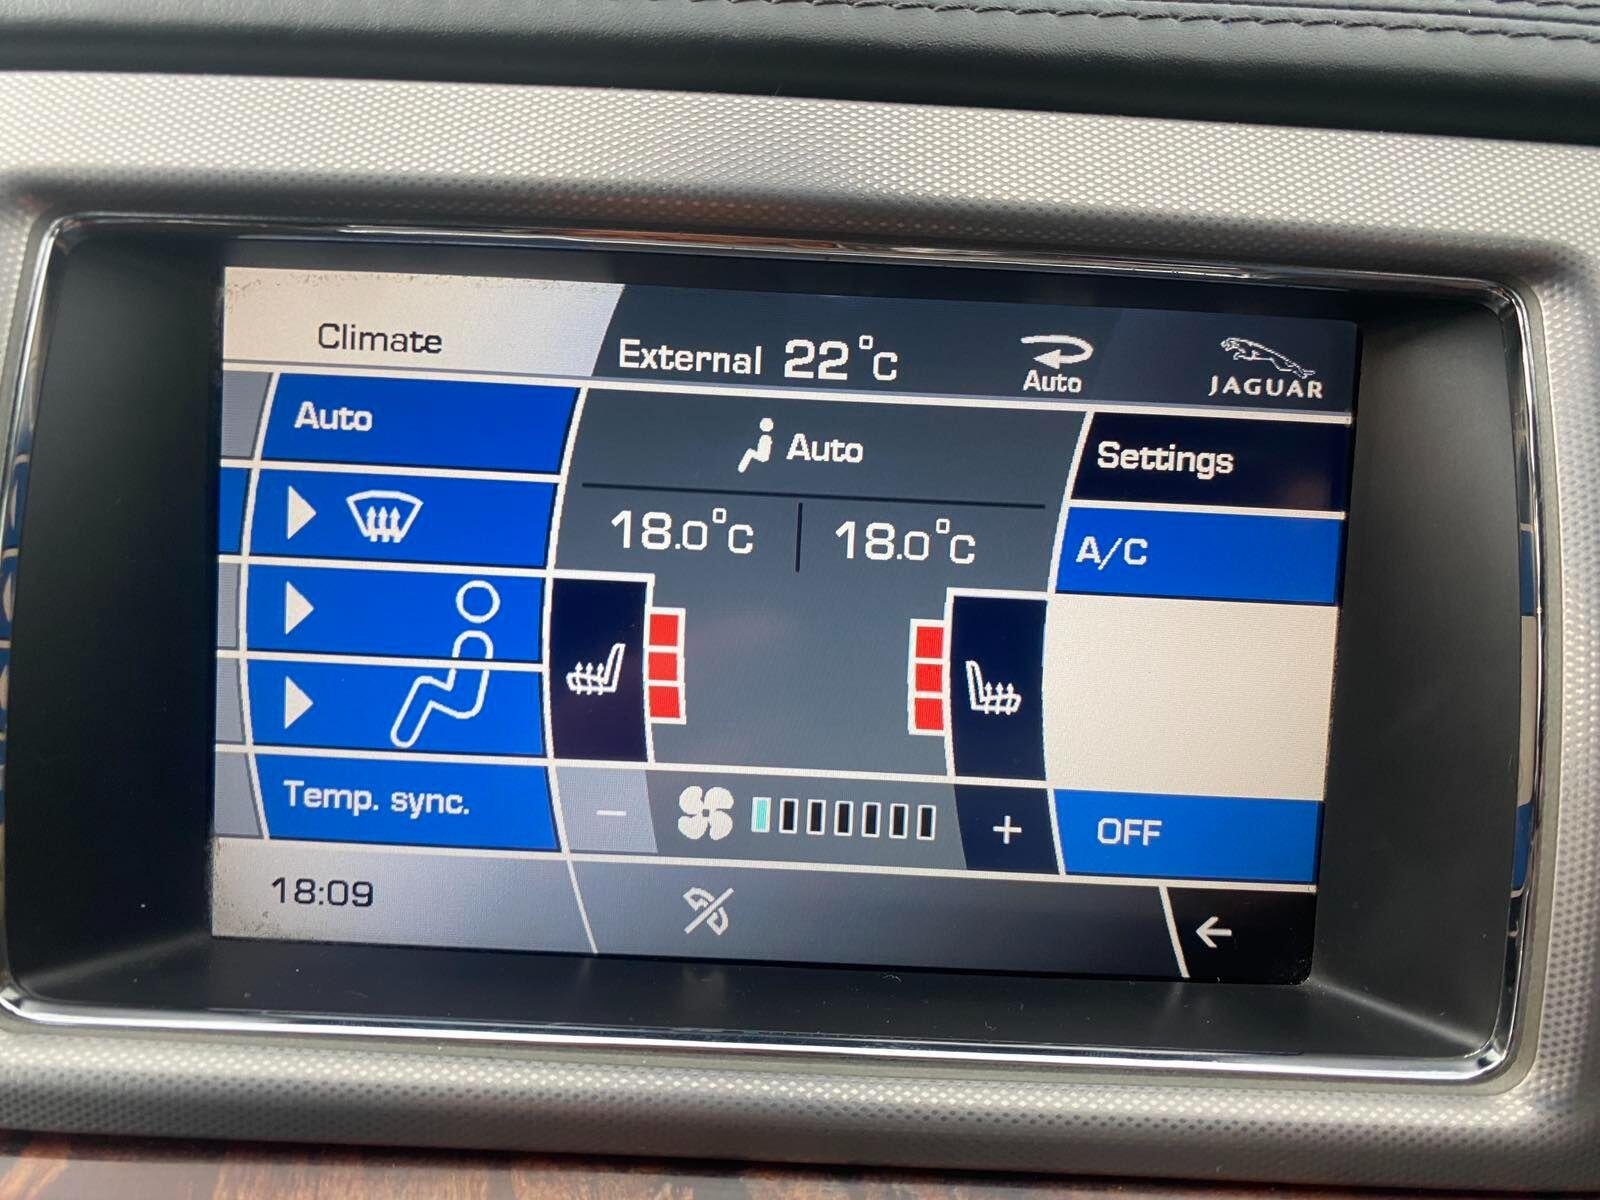 Climate
External 22°C
Auto
JAGUAR
Auto
Auto
Settings
18.0°C
18.0°C
A/C
Temp. sync.
– +
OFF
18:09